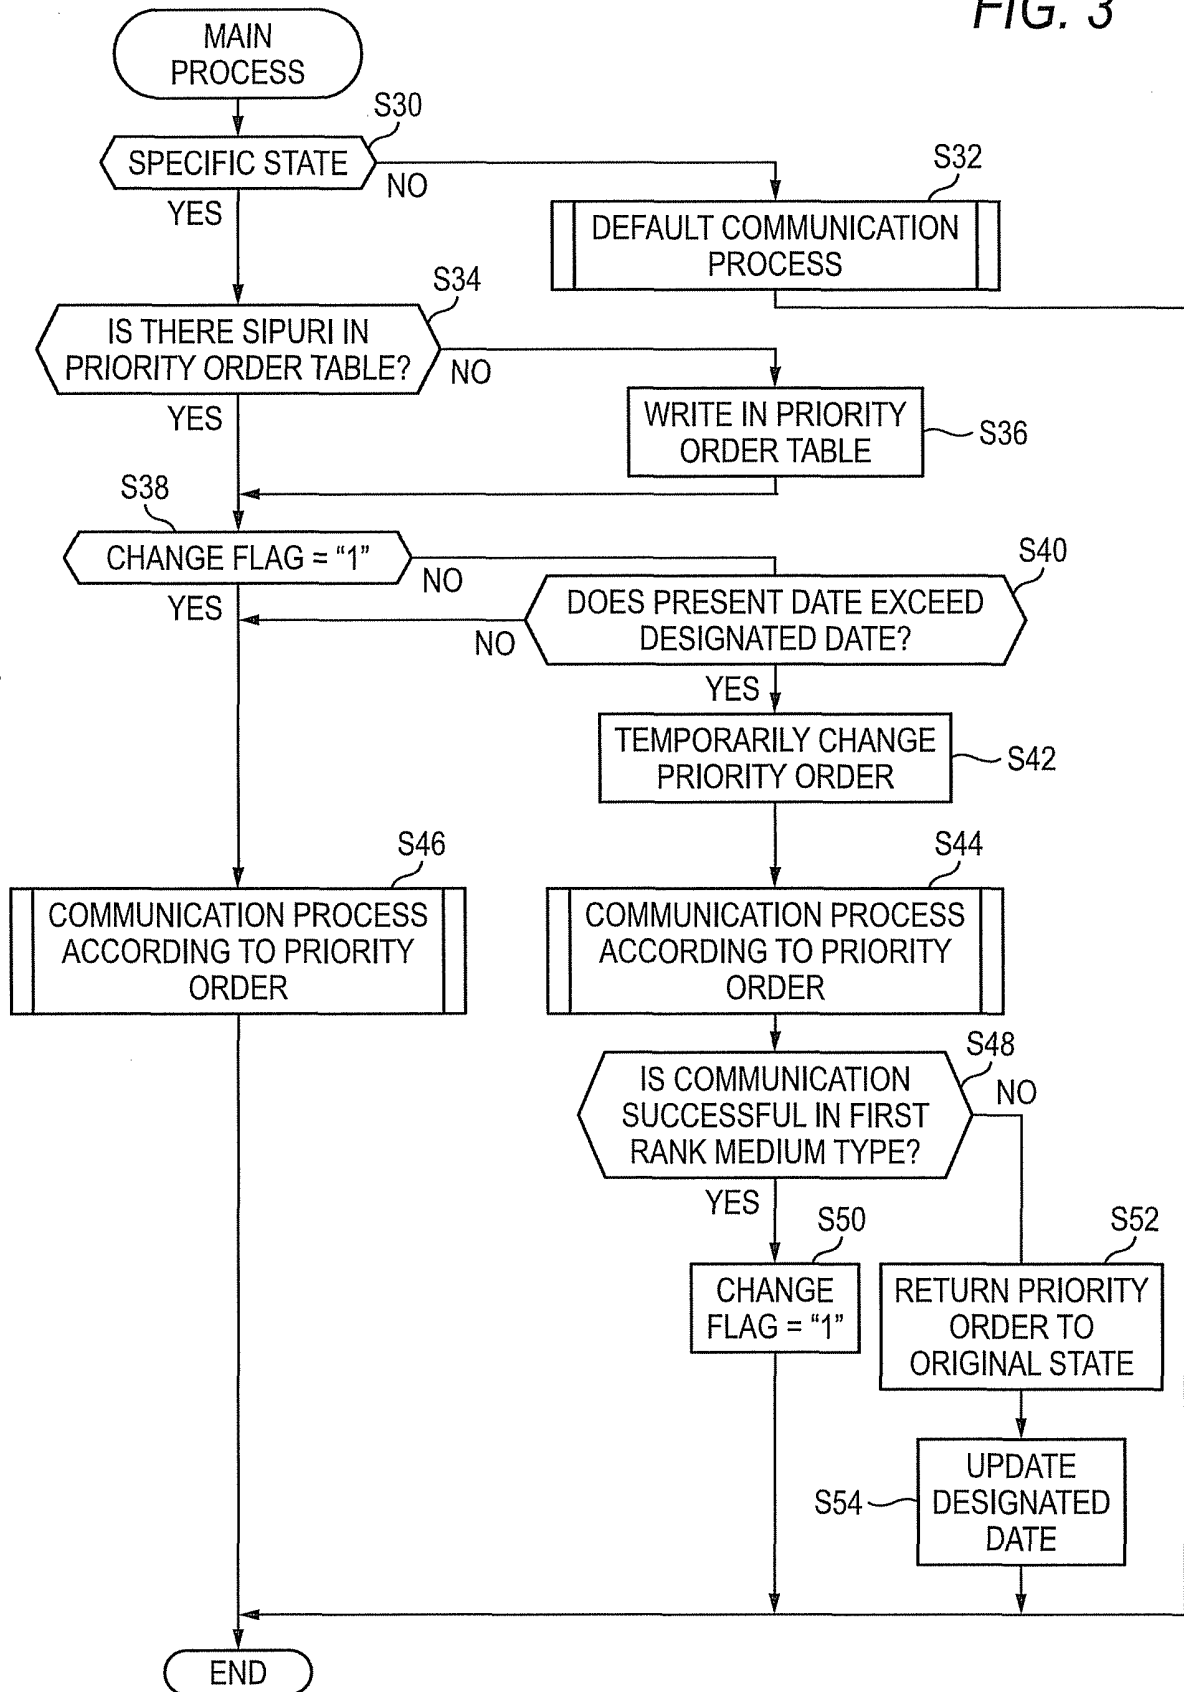 FIG. 3
MAIN
PROCESS
S30
SPECIFIC STATE
NO
YES
S32
DEFAULT COMMUNICATION
PROCESS
S34
IS THERE SIPURI IN
PRIORITY ORDER TABLE?
NO
YES
WRITE IN PRIORITY
ORDER TABLE
S36
S38
CHANGE FLAG = “1”
NO
YES
S40
DOES PRESENT DATE EXCEED
DESIGNATED DATE?
NO
YES
TEMPORARILY CHANGE
PRIORITY ORDER
S42
S46
COMMUNICATION PROCESS
ACCORDING TO PRIORITY
ORDER
S44
COMMUNICATION PROCESS
ACCORDING TO PRIORITY
ORDER
S48
IS COMMUNICATION
SUCCESSFUL IN FIRST
RANK MEDIUM TYPE?
NO
YES
S50
CHANGE
FLAG = “1”
S52
RETURN PRIORITY
ORDER TO
ORIGINAL STATE
S54
UPDATE
DESIGNATED
DATE
END